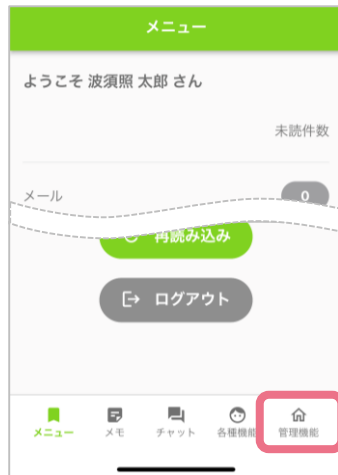 メニュー
ようこそ 波須照 太郎 さん
未読件数
メール
0
再読み込み
ログアウト
メニュー
メモ
チャット
各種機能
管理機能